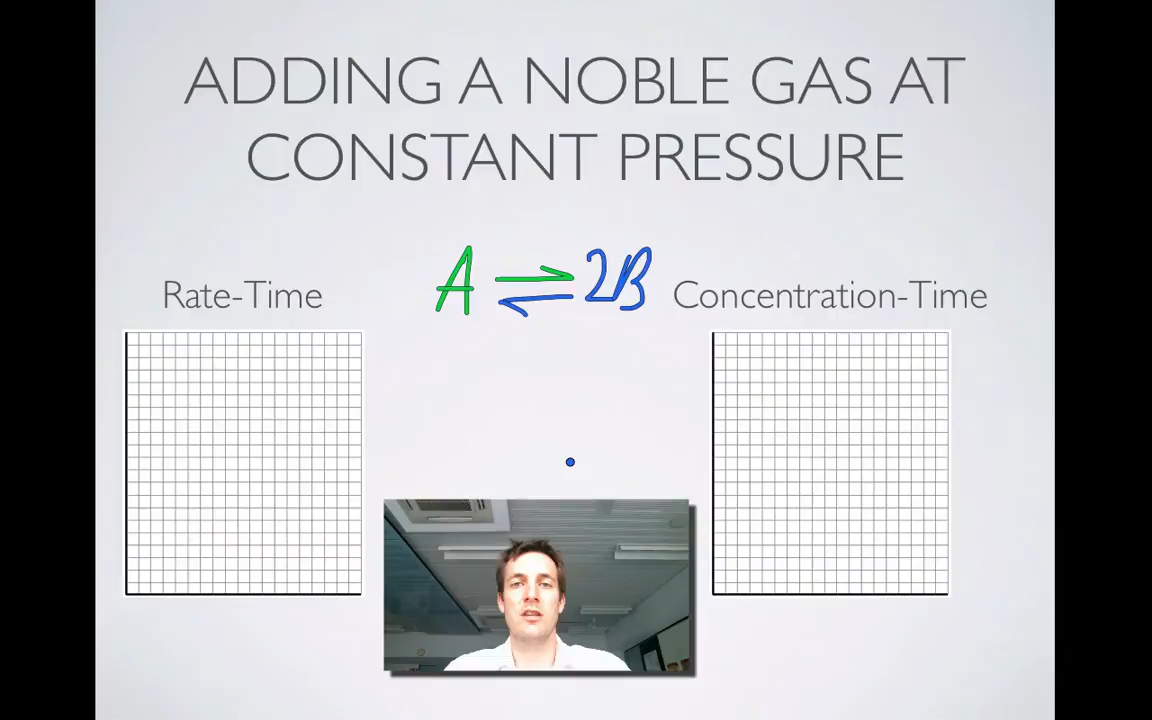 ADDING A NOBLE GAS AT
CONSTANT PRESSURE
A ⇌ 2B
Rate-Time
Concentration-Time